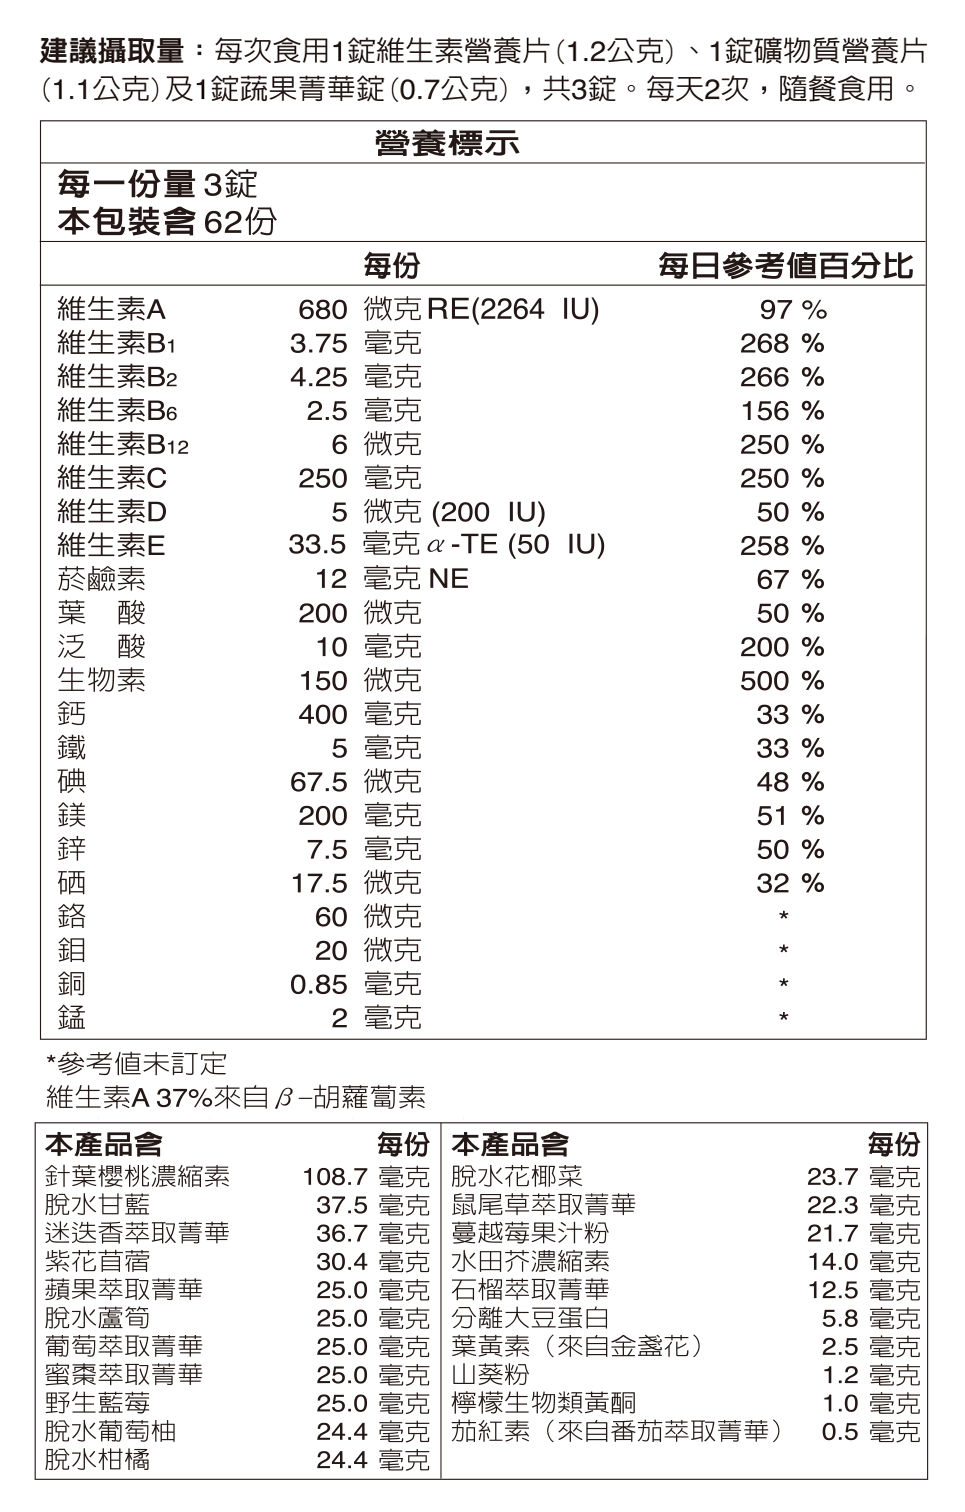 建議攝取量：每次食用1錠維生素營養片(1.2公克)、1錠礦物質營養片
(1.1公克)及1錠蔬果菁華錠(0.7公克)，共3錠。每天2次，隨餐食用。
營養標示
每一份量 3錠
本包裝含 62份
每份 每日參考值百分比
維生素A 680 微克 RE(2264 IU) 97 %
維生素B1 3.75 毫克 268 %
維生素B2 4.25 毫克 266 %
維生素B6 2.5 毫克 156 %
維生素B12 6 微克 250 %
維生素C 250 毫克 250 %
維生素D 5 微克 (200 IU) 50 %
維生素E 33.5 毫克 α-TE (50 IU) 258 %
菸鹼素 12 毫克 NE 67 %
葉 酸 200 微克 50 %
泛 酸 10 毫克 200 %
生物素 150 微克 500 %
鈣 400 毫克 33 %
鐵 5 毫克 33 %
碘 67.5 微克 48 %
鎂 200 毫克 51 %
鋅 7.5 毫克 50 %
硒 17.5 微克 32 %
鉻 60 微克 *
鉬 20 微克 *
銅 0.85 毫克 *
錳 2 毫克 *
*參考值未訂定
維生素A 37%來自β–胡蘿蔔素
本產品含 每份
針葉櫻桃濃縮素 108.7 毫克
脫水甘藍 37.5 毫克
迷迭香萃取菁華 36.7 毫克
紫花苜蓿 30.4 毫克
蘋果萃取菁華 25.0 毫克
脫水蘆筍 25.0 毫克
葡萄萃取菁華 25.0 毫克
蜜棗萃取菁華 25.0 毫克
野生藍莓 25.0 毫克
脫水葡萄柚 24.4 毫克
脫水柑橘 24.4 毫克
本產品含 每份
脫水花椰菜 23.7 毫克
鼠尾草萃取菁華 22.3 毫克
蔓越莓果汁粉 21.7 毫克
水田芥濃縮素 14.0 毫克
石榴萃取菁華 12.5 毫克
分離大豆蛋白 5.8 毫克
葉黃素（來自金盞花） 2.5 毫克
山葵粉 1.2 毫克
檸檬生物類黃酮 1.0 毫克
茄紅素（來自番茄萃取菁華） 0.5 毫克